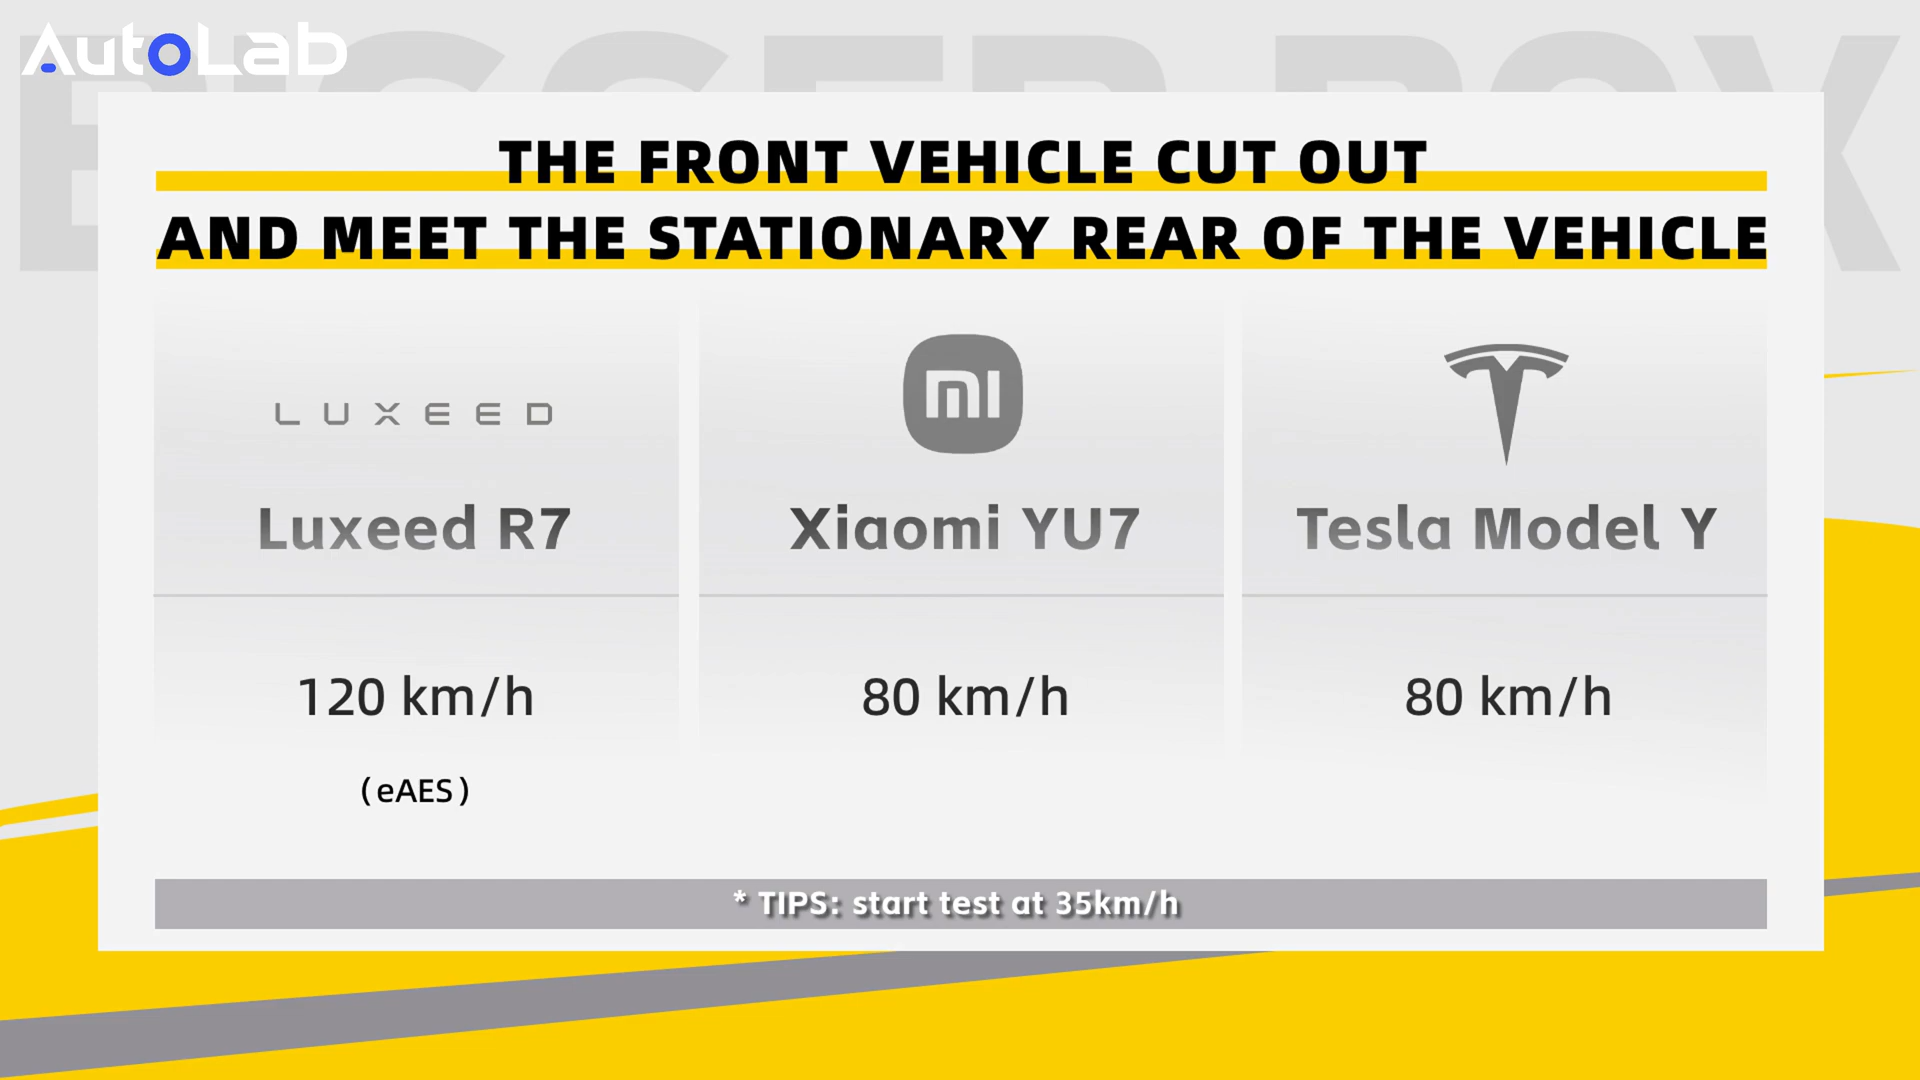 AutoLab
THE FRONT VEHICLE CUT OUT
AND MEET THE STATIONARY REAR OF THE VEHICLE
LUXEED
mi
Luxeed R7
Xiaomi YU7
Tesla Model Y
120 km/h
80 km/h
80 km/h
(eAES)
* TIPS: start test at 35km/h